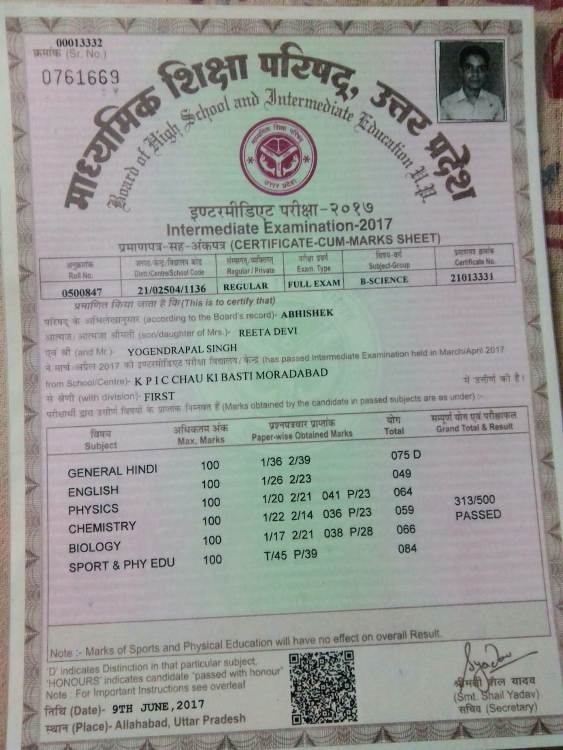 00013332
क्रमांक (Sr. No.)
0761669
माध्यमिक शिक्षा परिषद्, उत्तर प्रदेश
Board of High School and Intermediate Education U.P.
इण्टरमीडिएट परीक्षा-२०१७
Intermediate Examination-2017
प्रमाणपत्र-सह-अंकपत्र (CERTIFICATE-CUM-MARKS SHEET)
अनुक्रमांक जनपद/केन्द्र/विद्यालय कोड संस्थागत/व्यक्तिगत परीक्षा प्रकार विषय-वर्ग प्रमाणपत्र क्रमांक
Roll No. Distt/Centre/School Code Regular / Private Exam. Type Subject-Group Certificate No.
0500847 21/02504/1136 REGULAR FULL EXAM B-SCIENCE 21013331
प्रमाणित किया जाता है कि(This is to certify that)
परिषद् के अभिलेखानुसार (according to the Board's record)- ABHISHEK
आत्मज/आत्मजा श्रीमती (son/daughter of Mrs.)- REETA DEVI
एवं श्री (and Mr.)- YOGENDRAPAL SINGH
ने मार्च/अप्रैल 2017 की इण्टरमीडिएट परीक्षा विद्यालय/ केन्द्र (has passed Intermediate Examination held in March/April 2017
from School/Centre)- K P I C CHAU KI BASTI MORADABAD
से श्रेणी (with division)- FIRST में उत्तीर्ण की है।
परीक्षार्थी द्वारा उत्तीर्ण विषयों के प्राप्तांक निम्नवत हैं (Marks obtained by the candidate in passed subjects are as under) :-
विषय अधिकतम अंक प्रश्नपत्रवार प्राप्तांक योग सम्पूर्ण योग एवं परीक्षाफल
Subject Max. Marks Paper-wise Obtained Marks Total Grand Total & Result
GENERAL HINDI 100 1/36 2/39 075 D
ENGLISH 100 1/26 2/23 049
PHYSICS 100 1/20 2/21 041 P/23 064 313/500
CHEMISTRY 100 1/22 2/14 036 P/23 059 PASSED
BIOLOGY 100 1/17 2/21 038 P/28 066
SPORT & PHY EDU 100 T/45 P/39 084
Note :- Marks of Sports and Physical Education will have no effect on overall Result.
'D' indicates Distinction in that particular subject.
'HONOURS' indicates candidate "passed with honour"
Note : For Important Instructions see overleaf
तिथि (Date)- 9TH JUNE, 2017
स्थान (Place)- Allahabad, Uttar Pradesh
श्रीमती शैल यादव
(Smt. Shail Yadav)
सचिव (Secretary)